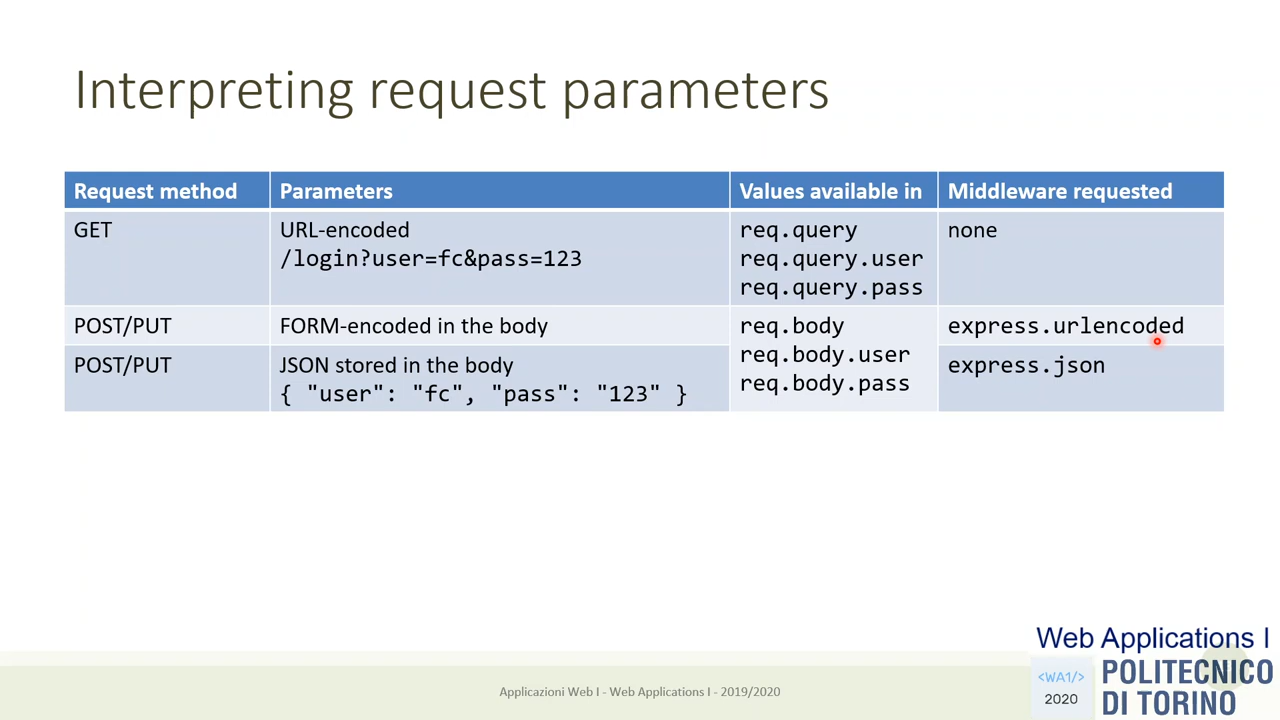 Interpreting request parameters
Request method Parameters Values available in Middleware requested
GET URL-encoded req.query none
/login?user=fc&pass=123 req.query.user
req.query.pass
POST/PUT FORM-encoded in the body req.body express.urlencoded
req.body.user
POST/PUT JSON stored in the body express.json
{ "user": "fc", "pass": "123" } req.body.pass
Web Applications I
<WA1/>
2020
POLITECNICO
DI TORINO
Applicazioni Web I - Web Applications I - 2019/2020